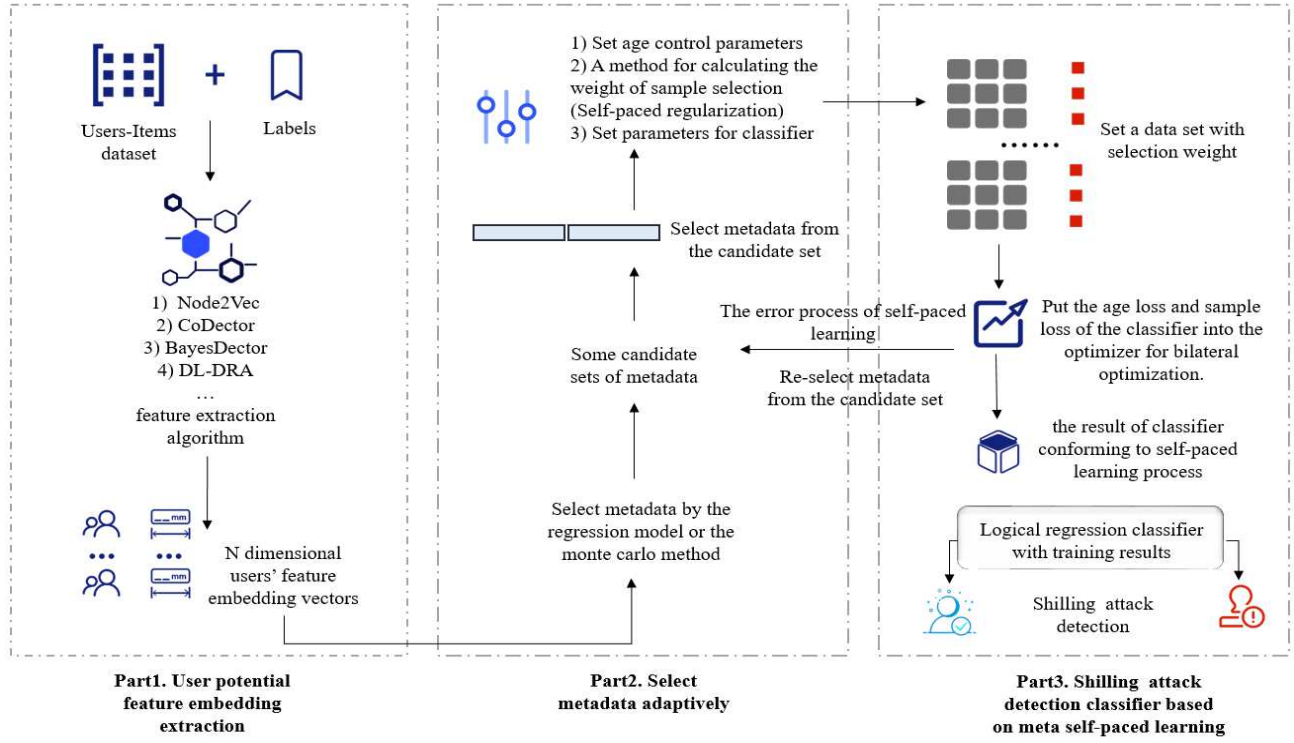 Users-Items
dataset
Labels
1) Node2Vec
2) CoDector
3) BayesDector
4) DL-DRA
…
feature extraction
algorithm
mm
mm
N dimensional
users’ feature
embedding vectors
Part1. User potential
feature embedding
extraction
1) Set age control parameters
2) A method for calculating the
weight of sample selection
(Self-paced regularization)
3) Set parameters for classifier
Select metadata from
the candidate set
The error process of self-paced
learning
Some candidate
sets of metadata
Re-select metadata
from the candidate set
Select metadata by the
regression model or the
monte carlo method
Part2. Select
metadata adaptively
Set a data set with
selection weight
Put the age loss and sample
loss of the classifier into the
optimizer for bilateral
optimization.
the result of classifier
conforming to self-paced
learning process
Logical regression classifier
with training results
Shilling attack
detection
Part3. Shilling attack
detection classifier based
on meta self-paced learning